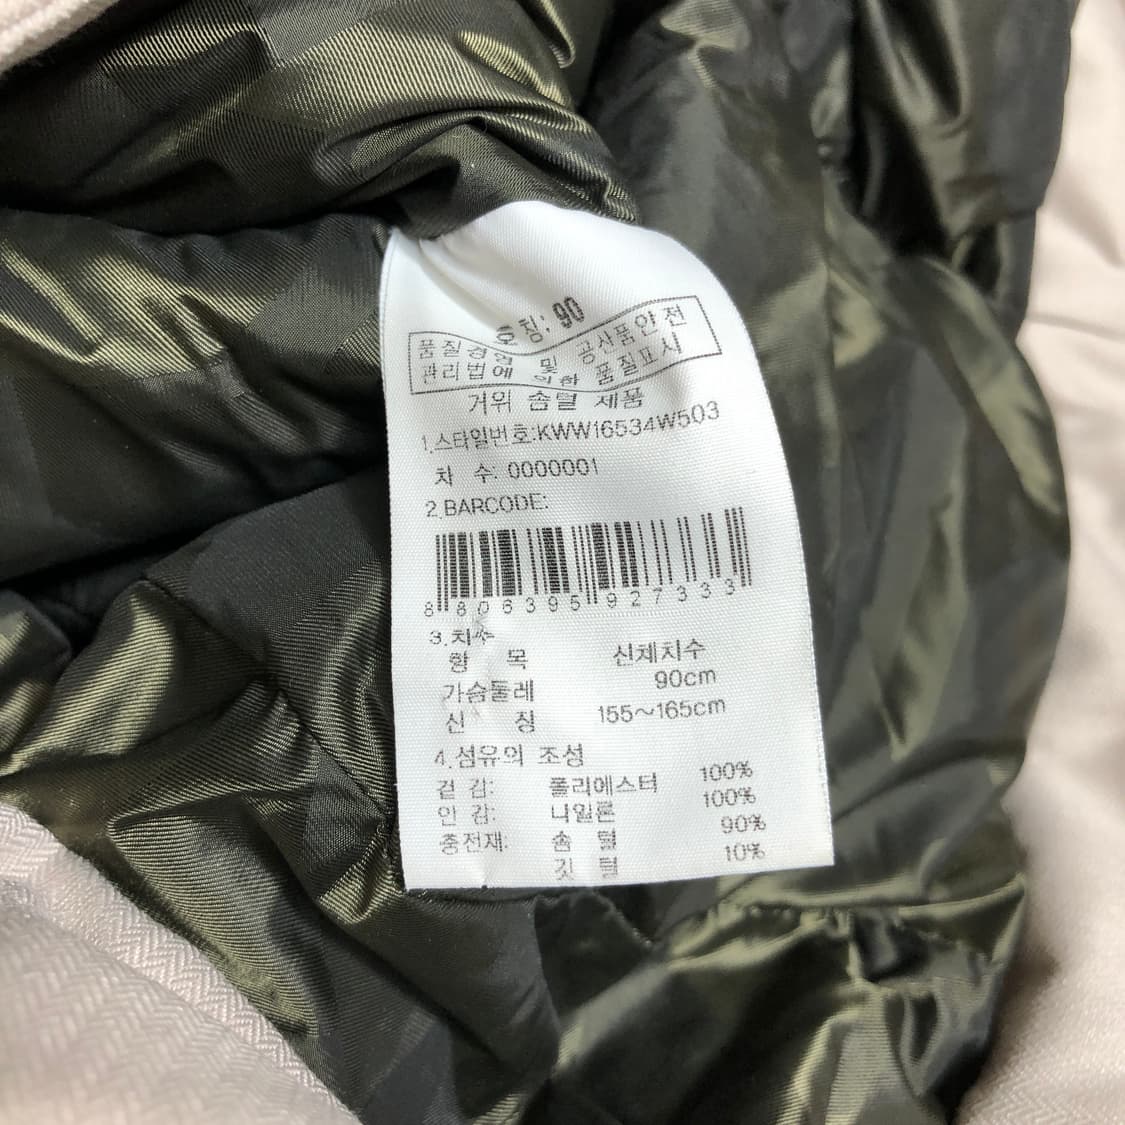 호칭: 90
품질경영 및 공산품안전
관리법에 의한 품질표시
거위 솜털 제품
1.스타일번호:KWW16534W503
차 수: 0000001
2.BARCODE:
8 806395 927333
3.치수
항 목 신체치수
가슴둘레 90cm
신 장 155~165cm
4.섬유의 조성
겉 감: 폴리에스터 100%
안 감: 나일론 100%
충전재: 솜 털 90%
깃 털 10%